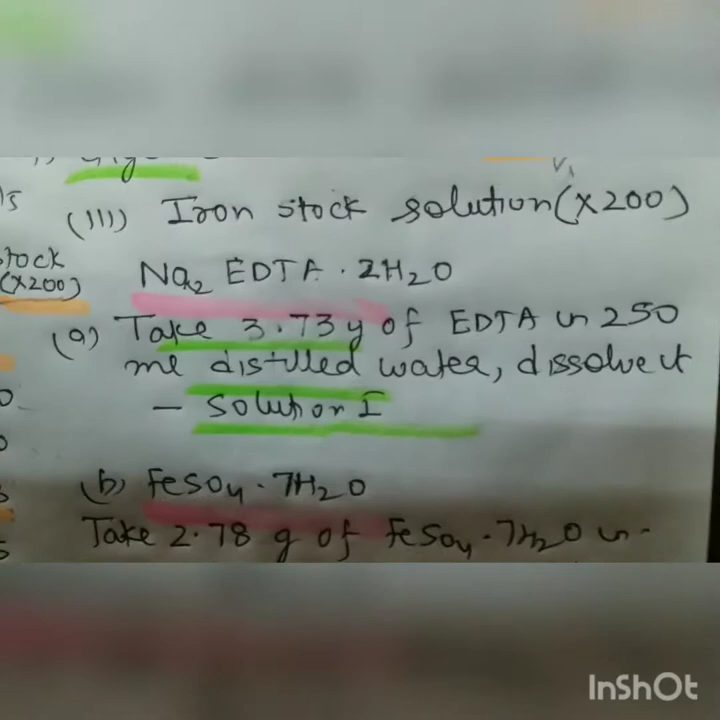 (III) Iron stock solution (x200)
stock
(x200)
Na2 EDTA · 2H2O
(a) Take 3.73 g of EDTA in 250
ml distilled water, dissolve it
— Solution I
(b) FeSO4 · 7H2O
Take 2.78 g of FeSO4 · 7H2O in
InShOt